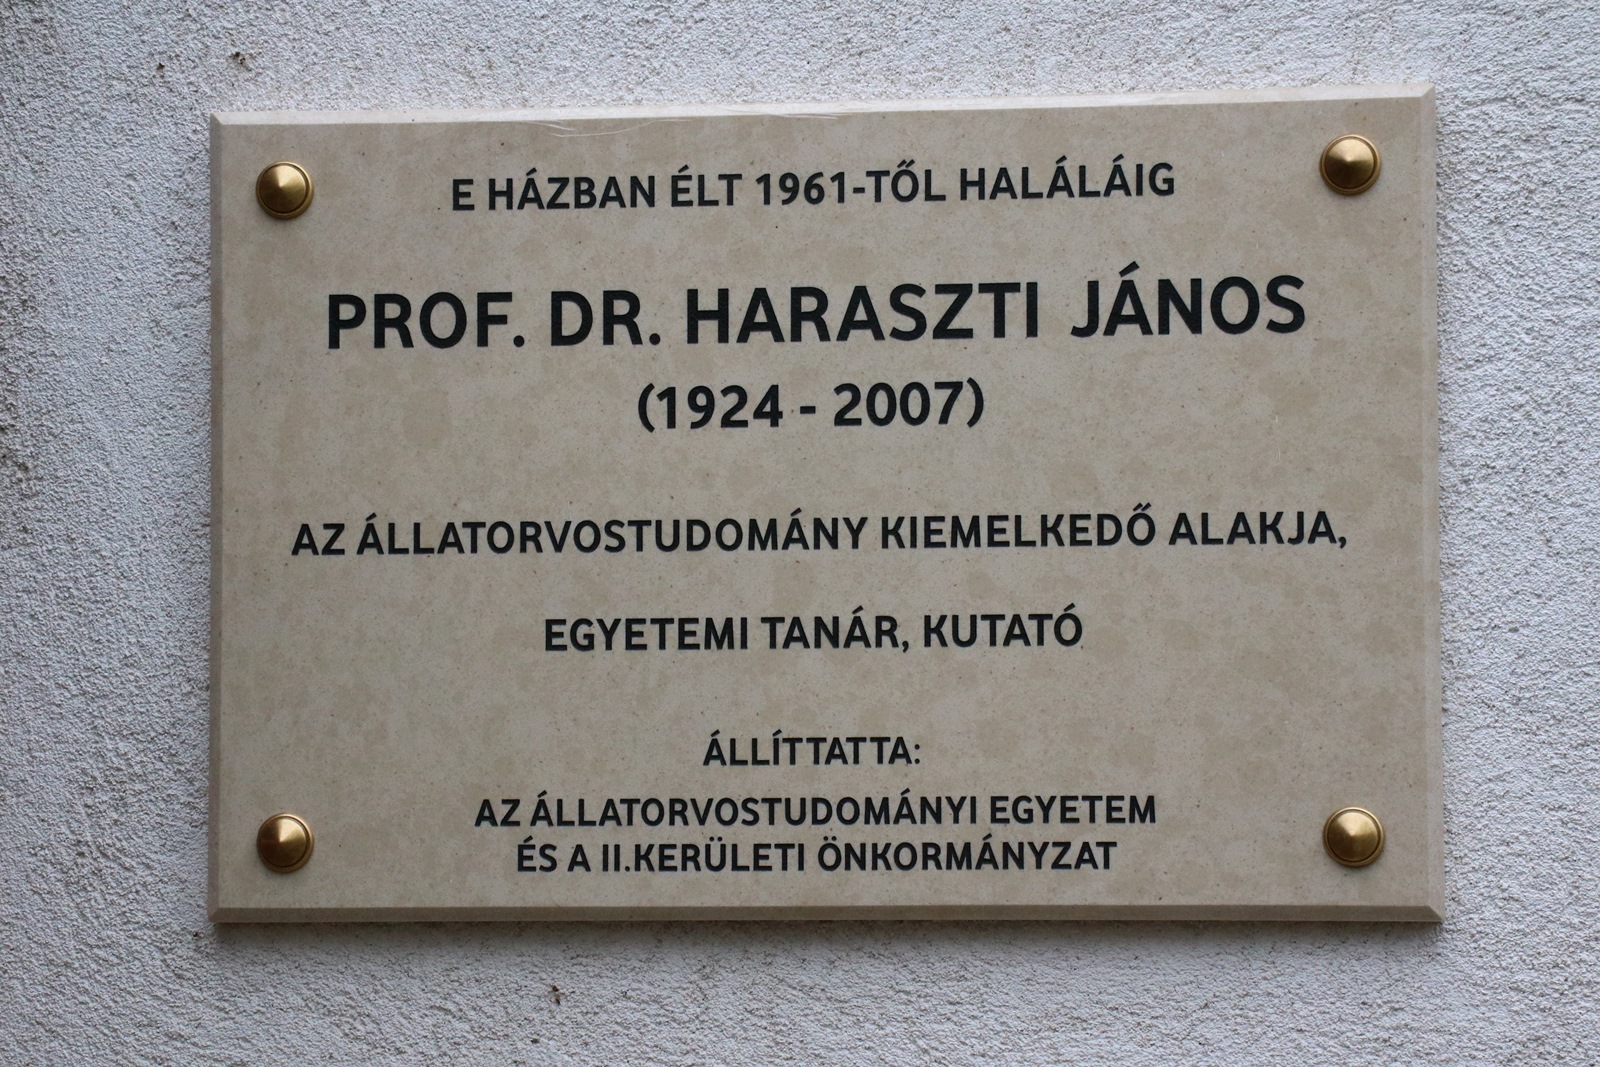 E HÁZBAN ÉLT 1961-TŐL HALÁLÁIG
PROF. DR. HARASZTI JÁNOS
(1924 - 2007)
AZ ÁLLATORVOSTUDOMÁNY KIEMELKEDŐ ALAKJA,
EGYETEMI TANÁR, KUTATÓ
ÁLLÍTTATTA:
AZ ÁLLATORVOSTUDOMÁNYI EGYETEM
ÉS A II.KERÜLETI ÖNKORMÁNYZAT